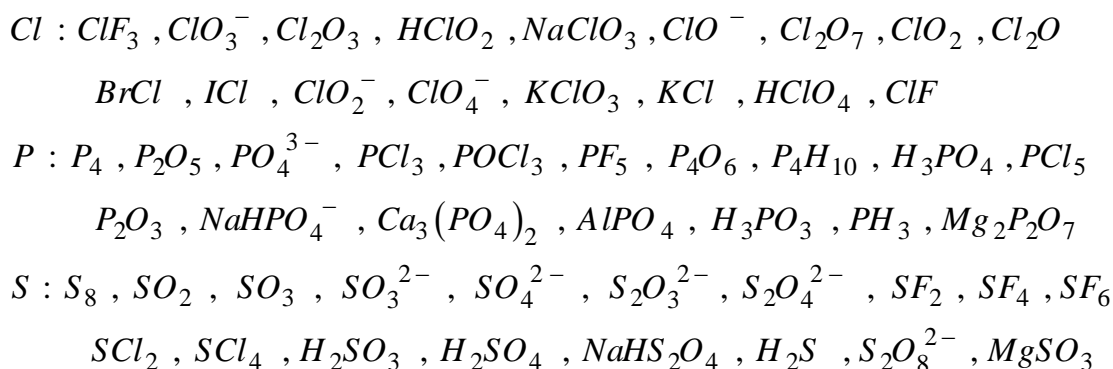 Cl : ClF₃ , ClO₃⁻ , Cl₂O₃ , HClO₂ , NaClO₃ , ClO⁻ , Cl₂O₇ , ClO₂ , Cl₂O
BrCl , ICl , ClO₂⁻ , ClO₄⁻ , KClO₃ , KCl , HClO₄ , ClF
P : P₄ , P₂O₅ , PO₄³⁻ , PCl₃ , POCl₃ , PF₅ , P₄O₆ , P₄H₁₀ , H₃PO₄ , PCl₅
P₂O₃ , NaHPO₄⁻ , Ca₃(PO₄)₂ , AlPO₄ , H₃PO₃ , PH₃ , Mg₂P₂O₇
S : S₈ , SO₂ , SO₃ , SO₃²⁻ , SO₄²⁻ , S₂O₃²⁻ , S₂O₄²⁻ , SF₂ , SF₄ , SF₆
SCl₂ , SCl₄ , H₂SO₃ , H₂SO₄ , NaHS₂O₄ , H₂S , S₂O₈²⁻ , MgSO₃